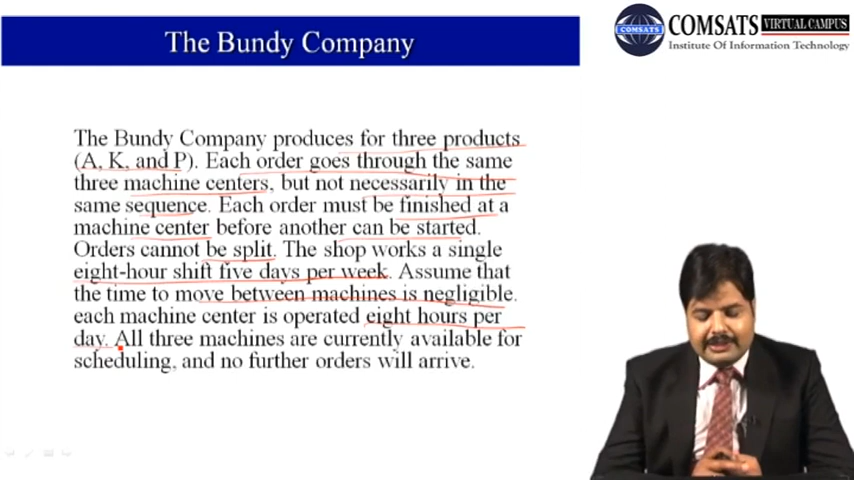 The Bundy Company
COMSATS
COMSATS
VIRTUAL CAMPUS
Institute Of Information Technology
The Bundy Company produces for three products
(A, K, and P). Each order goes through the same
three machine centers, but not necessarily in the
same sequence. Each order must be finished at a
machine center before another can be started.
Orders cannot be split. The shop works a single
eight-hour shift five days per week. Assume that
the time to move between machines is negligible.
each machine center is operated eight hours per
day. All three machines are currently available for
scheduling, and no further orders will arrive.